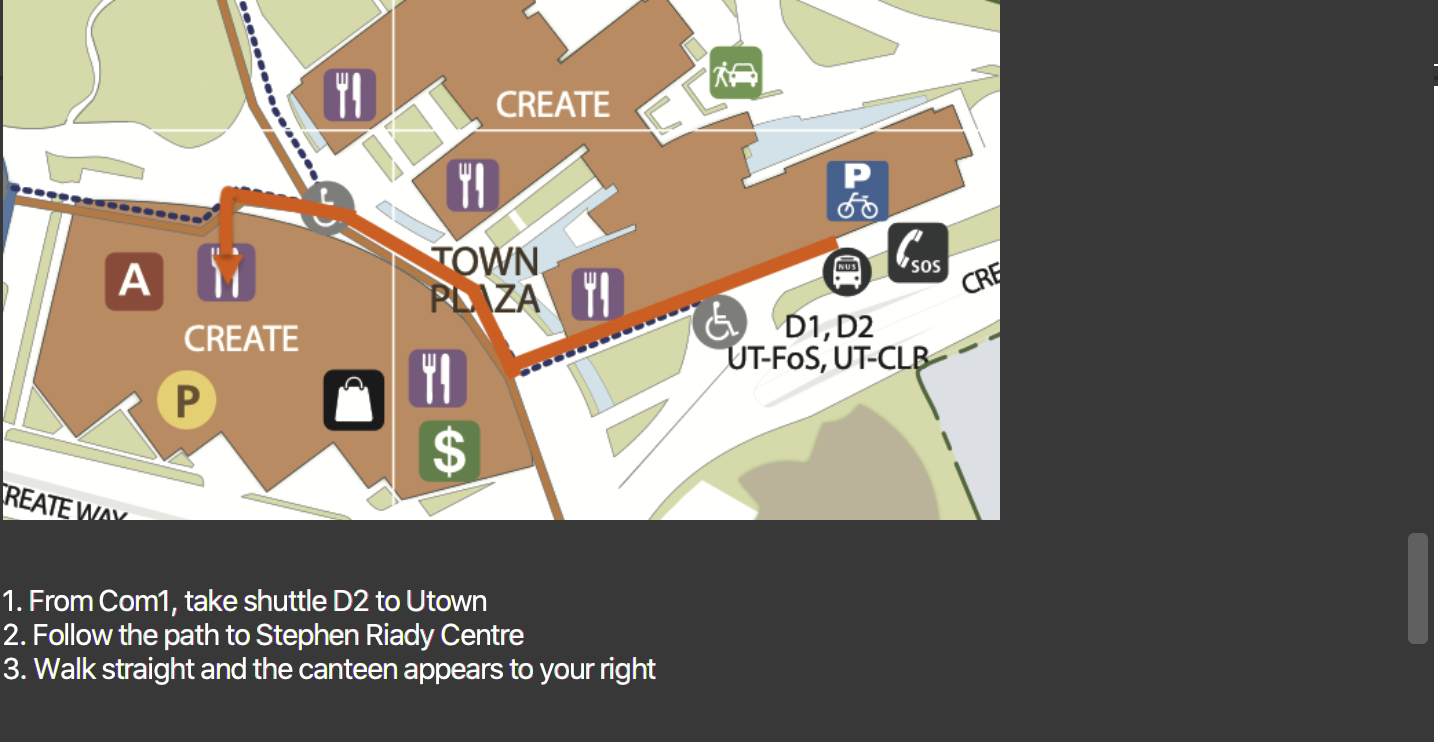 CREATE
P
TOWN
PLAZA
NUS
SOS
CRE
A
D1, D2
UT-FoS, UT-CLB
CREATE
P
$
CREATE WAY
1. From Com1, take shuttle D2 to Utown
2. Follow the path to Stephen Riady Centre
3. Walk straight and the canteen appears to your right